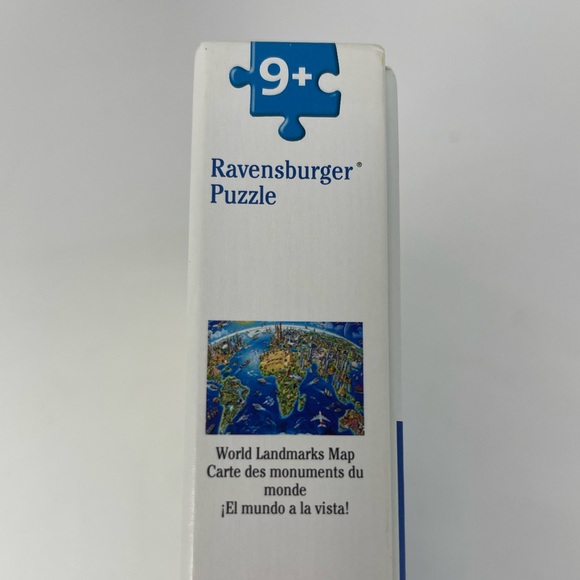 9+
Ravensburger®
Puzzle
World Landmarks Map
Carte des monuments du
monde
¡El mundo a la vista!